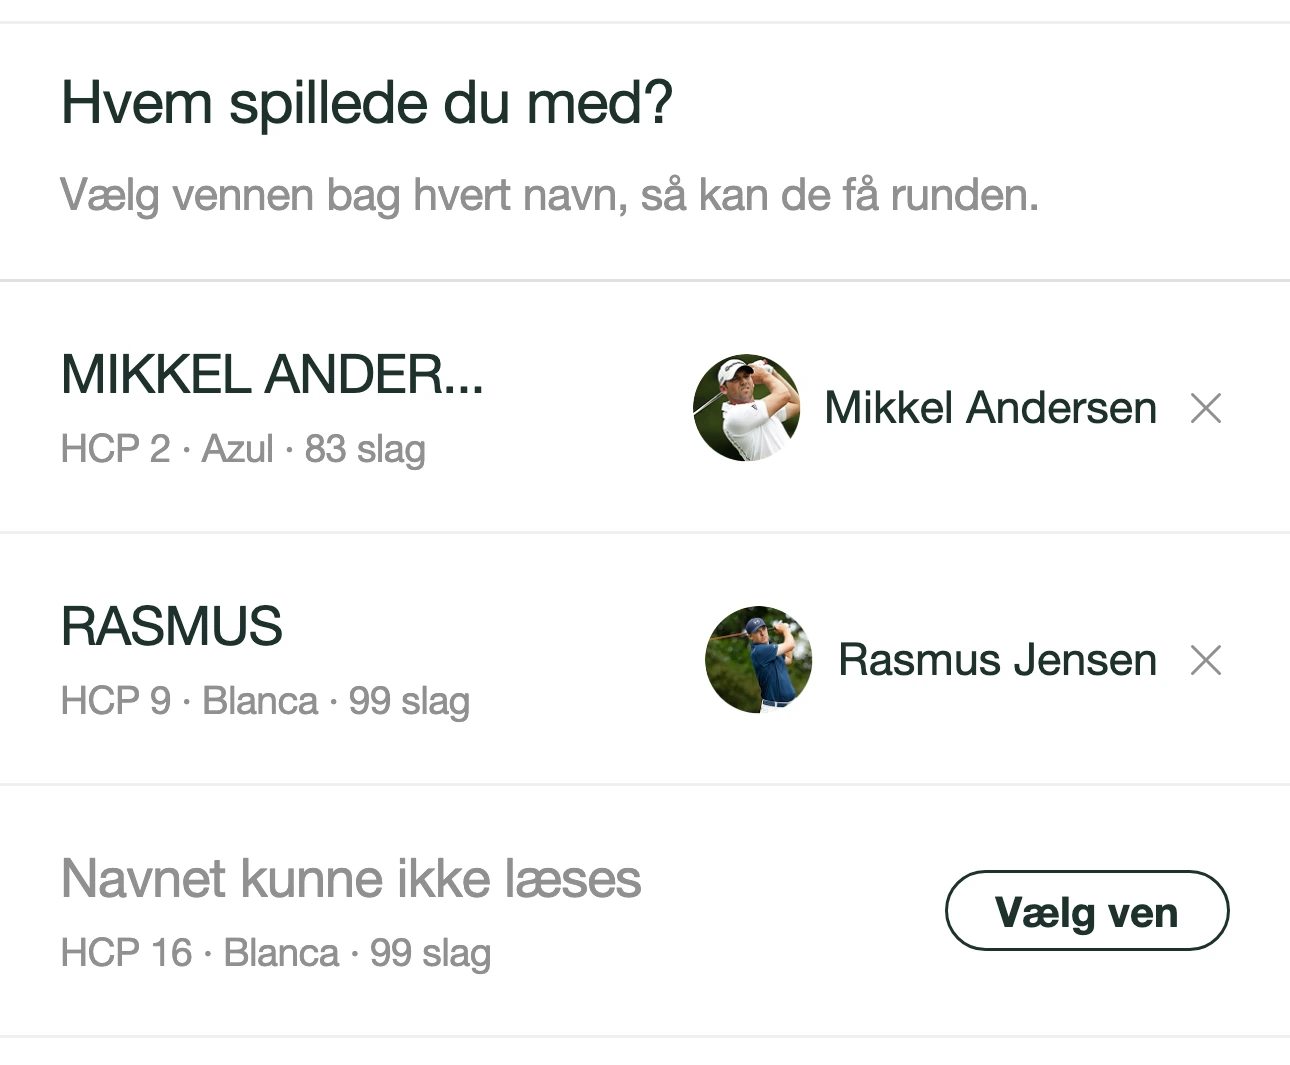 Hvem spillede du med?
Vælg vennen bag hvert navn, så kan de få runden.
MIKKEL ANDER...
HCP 2 · Azul · 83 slag
Mikkel Andersen
RASMUS
HCP 9 · Blanca · 99 slag
Rasmus Jensen
Navnet kunne ikke læses
HCP 16 · Blanca · 99 slag
Vælg ven